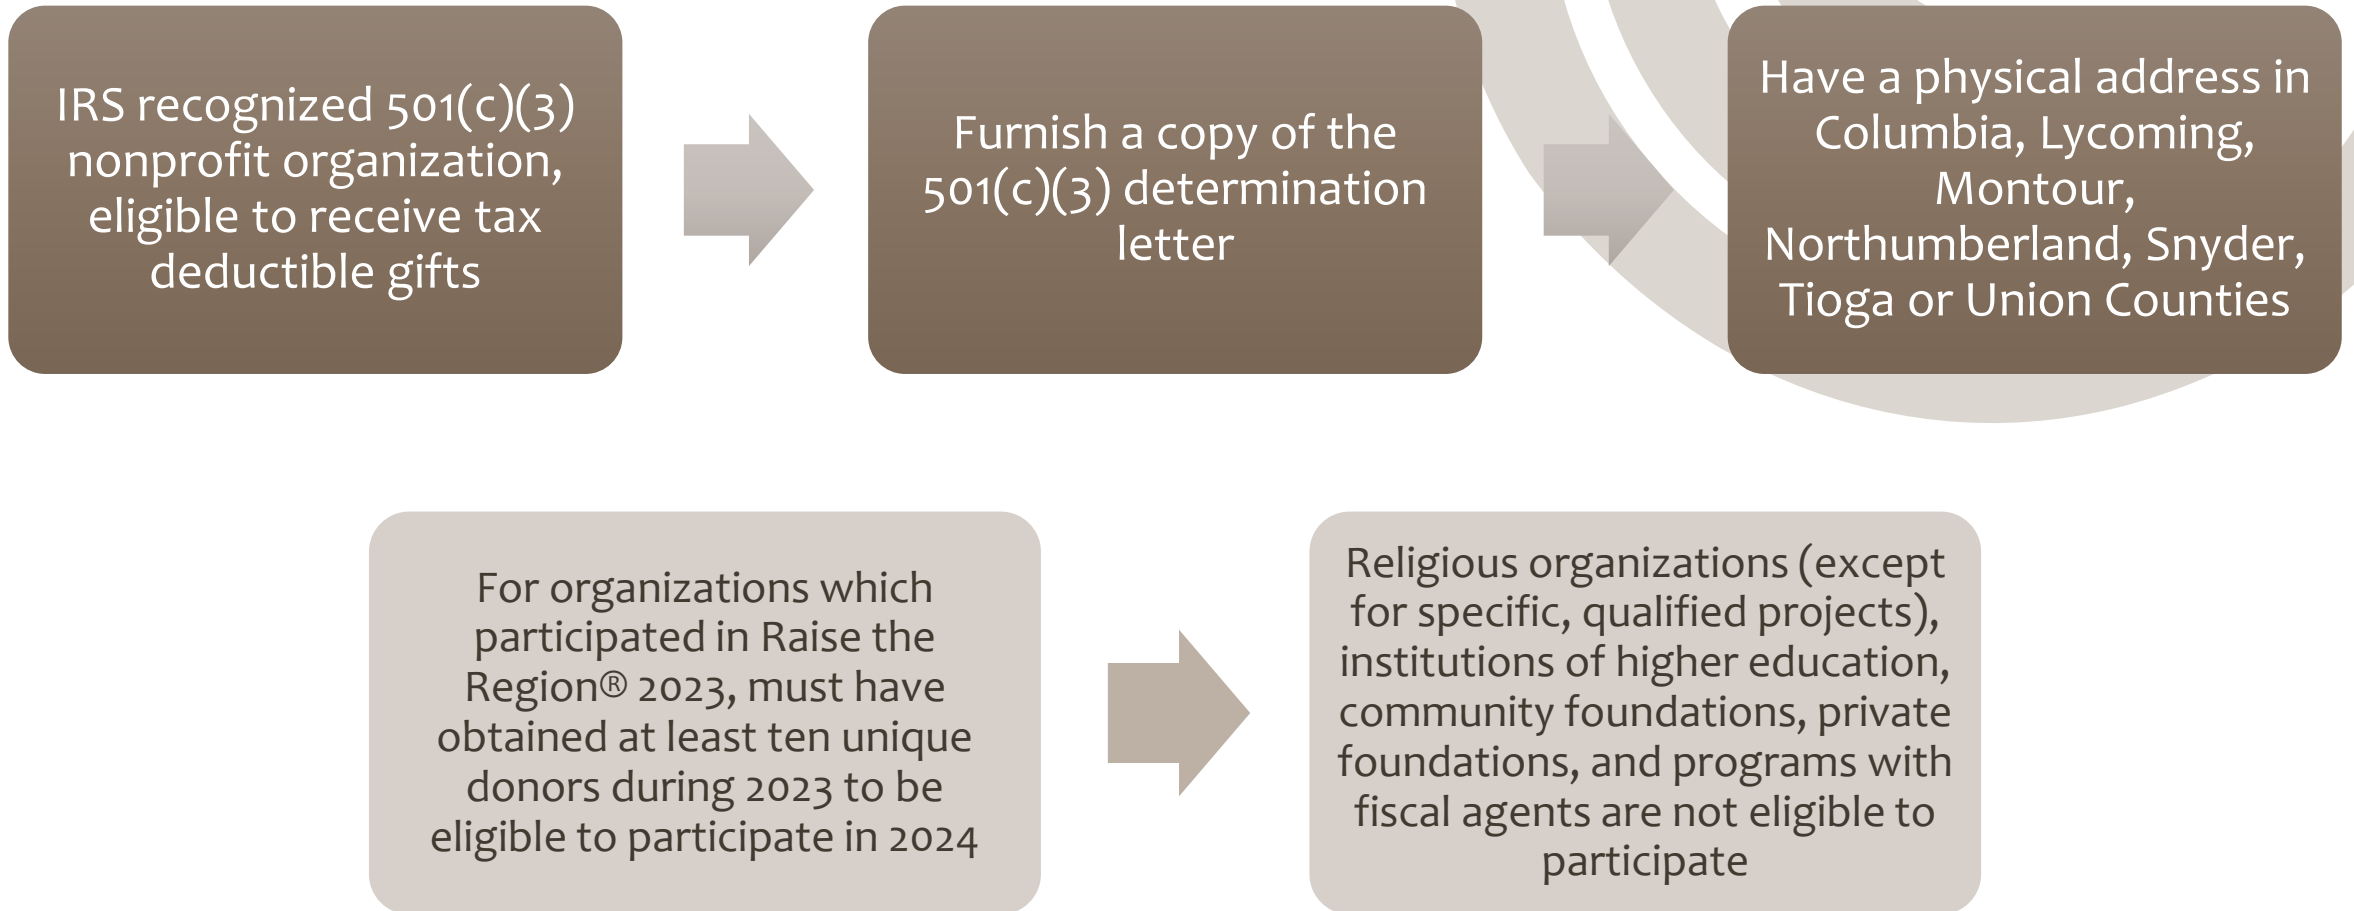 IRS recognized 501(c)(3)
nonprofit organization,
eligible to receive tax
deductible gifts
Furnish a copy of the
501(c)(3) determination
letter
Have a physical address in
Columbia, Lycoming,
Montour,
Northumberland, Snyder,
Tioga or Union Counties
For organizations which
participated in Raise the
Region® 2023, must have
obtained at least ten unique
donors during 2023 to be
eligible to participate in 2024
Religious organizations (except
for specific, qualified projects),
institutions of higher education,
community foundations, private
foundations, and programs with
fiscal agents are not eligible to
participate